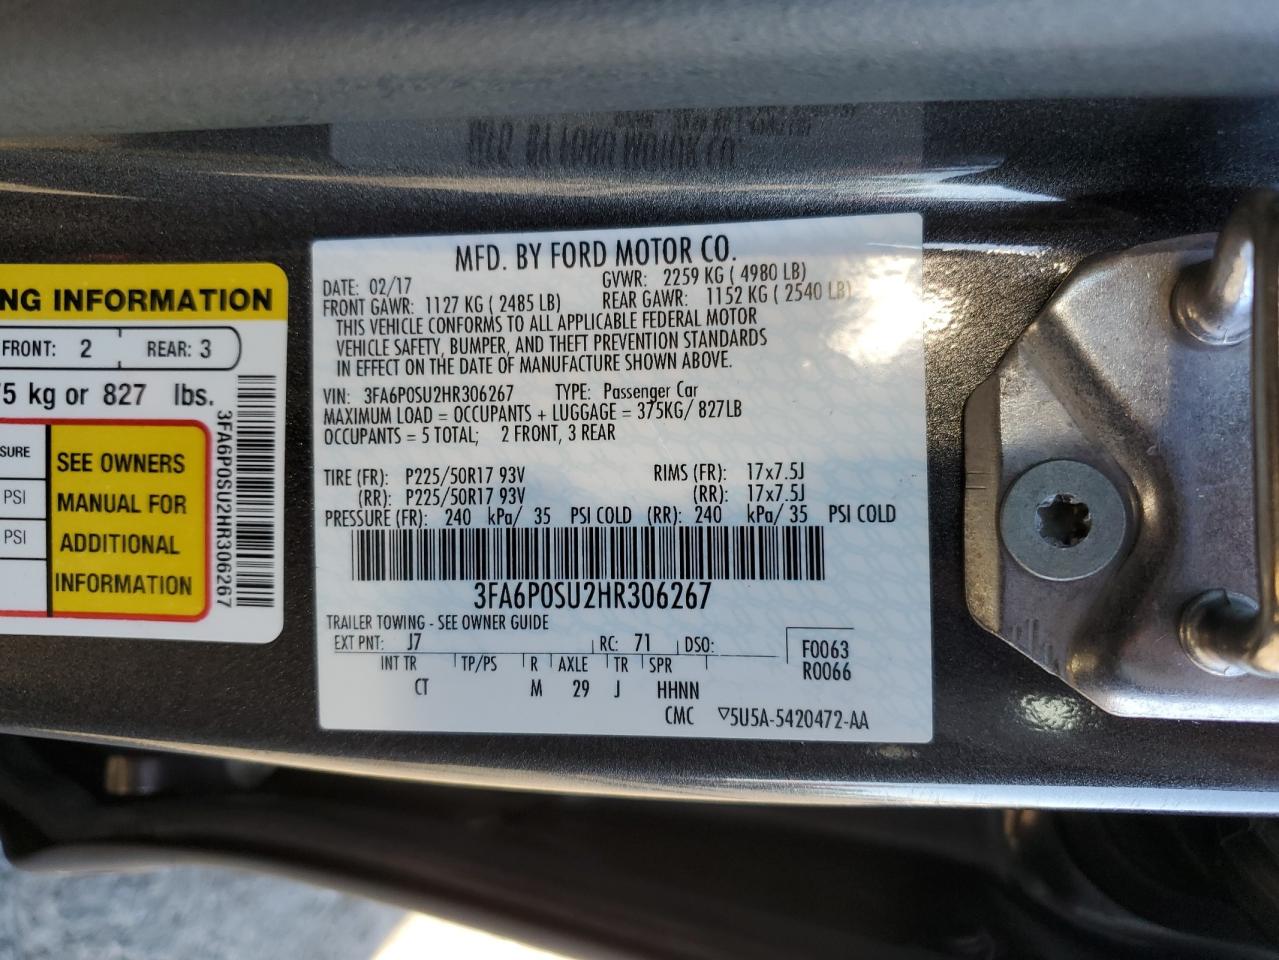 MFD. BY FORD MOTOR CO.
DATE: 02/17 GVWR: 2259 KG ( 4980 LB)
FRONT GAWR: 1127 KG ( 2485 LB) REAR GAWR: 1152 KG ( 2540 LB)
THIS VEHICLE CONFORMS TO ALL APPLICABLE FEDERAL MOTOR
VEHICLE SAFETY, BUMPER, AND THEFT PREVENTION STANDARDS
IN EFFECT ON THE DATE OF MANUFACTURE SHOWN ABOVE.
VIN: 3FA6P0SU2HR306267 TYPE: Passenger Car
MAXIMUM LOAD = OCCUPANTS + LUGGAGE = 375KG/ 827LB
OCCUPANTS = 5 TOTAL; 2 FRONT, 3 REAR
TIRE (FR): P225/50R17 93V RIMS (FR): 17x7.5J
(RR): P225/50R17 93V (RR): 17x7.5J
PRESSURE (FR): 240 kPa/ 35 PSI COLD (RR): 240 kPa/ 35 PSI COLD
3FA6P0SU2HR306267
TRAILER TOWING - SEE OWNER GUIDE
EXT PNT: J7 RC: 71 DSO: F0063
R0066
INT TR TP/PS R AXLE TR SPR
CT M 29 J HHNN
CMC ▽5U5A-5420472-AA
NG INFORMATION
FRONT: 2 REAR: 3
75 kg or 827 lbs.
SURE
PSI
PSI
SEE OWNERS
MANUAL FOR
ADDITIONAL
INFORMATION
3FA6P0SU2HR306267